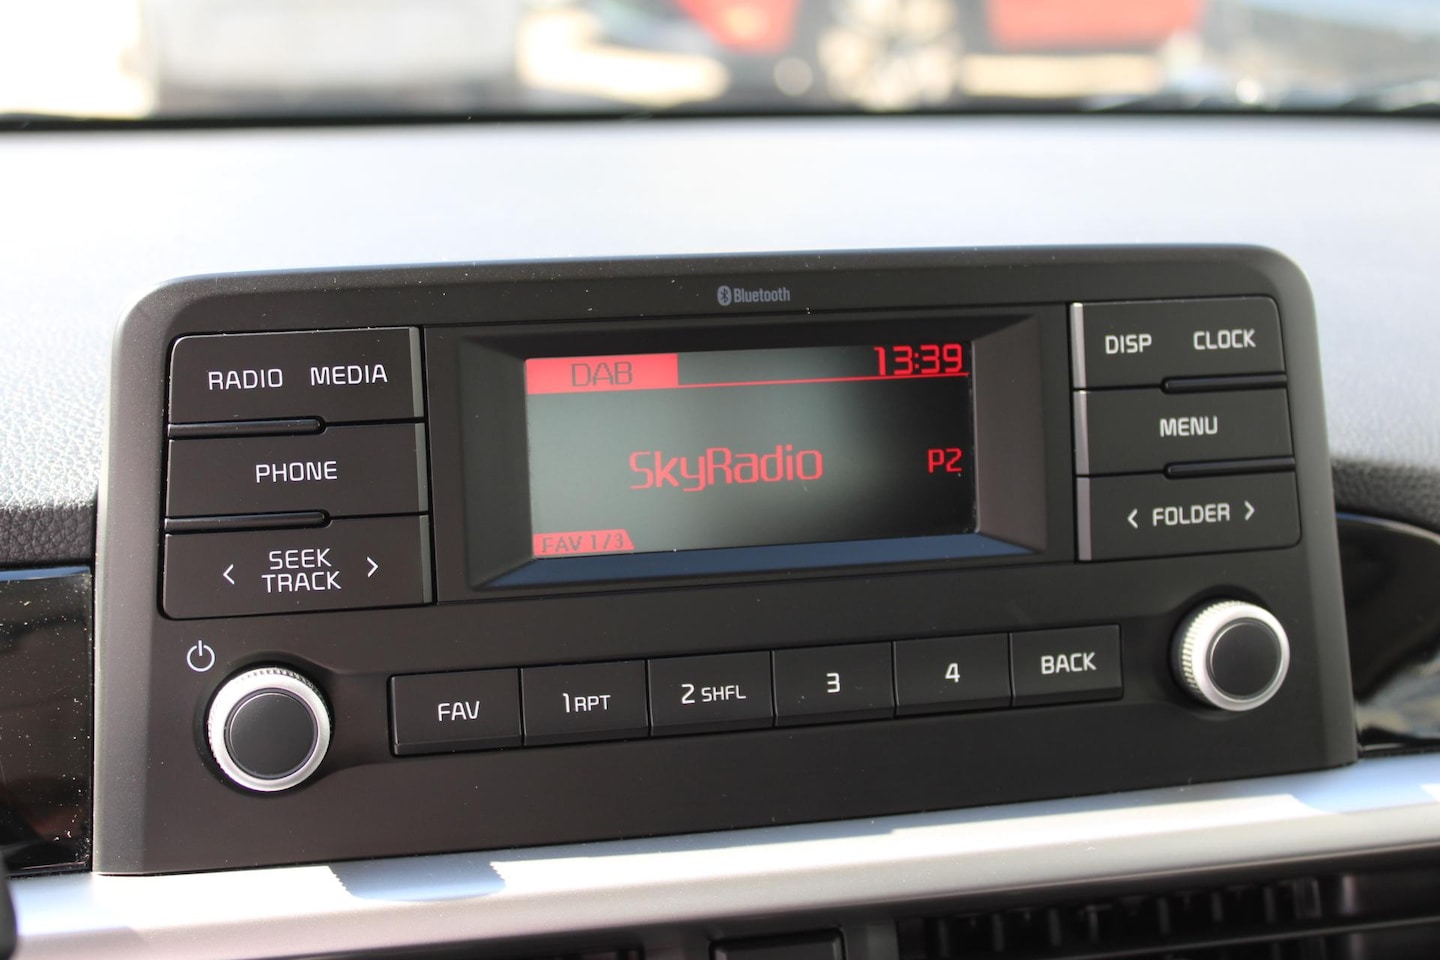 Bluetooth
RADIO MEDIA
PHONE
< SEEK >
TRACK
DAB 13:39
SkyRadio P2
FAV 1/3
DISP CLOCK
MENU
< FOLDER >
FAV 1 RPT 2 SHFL 3 4 BACK